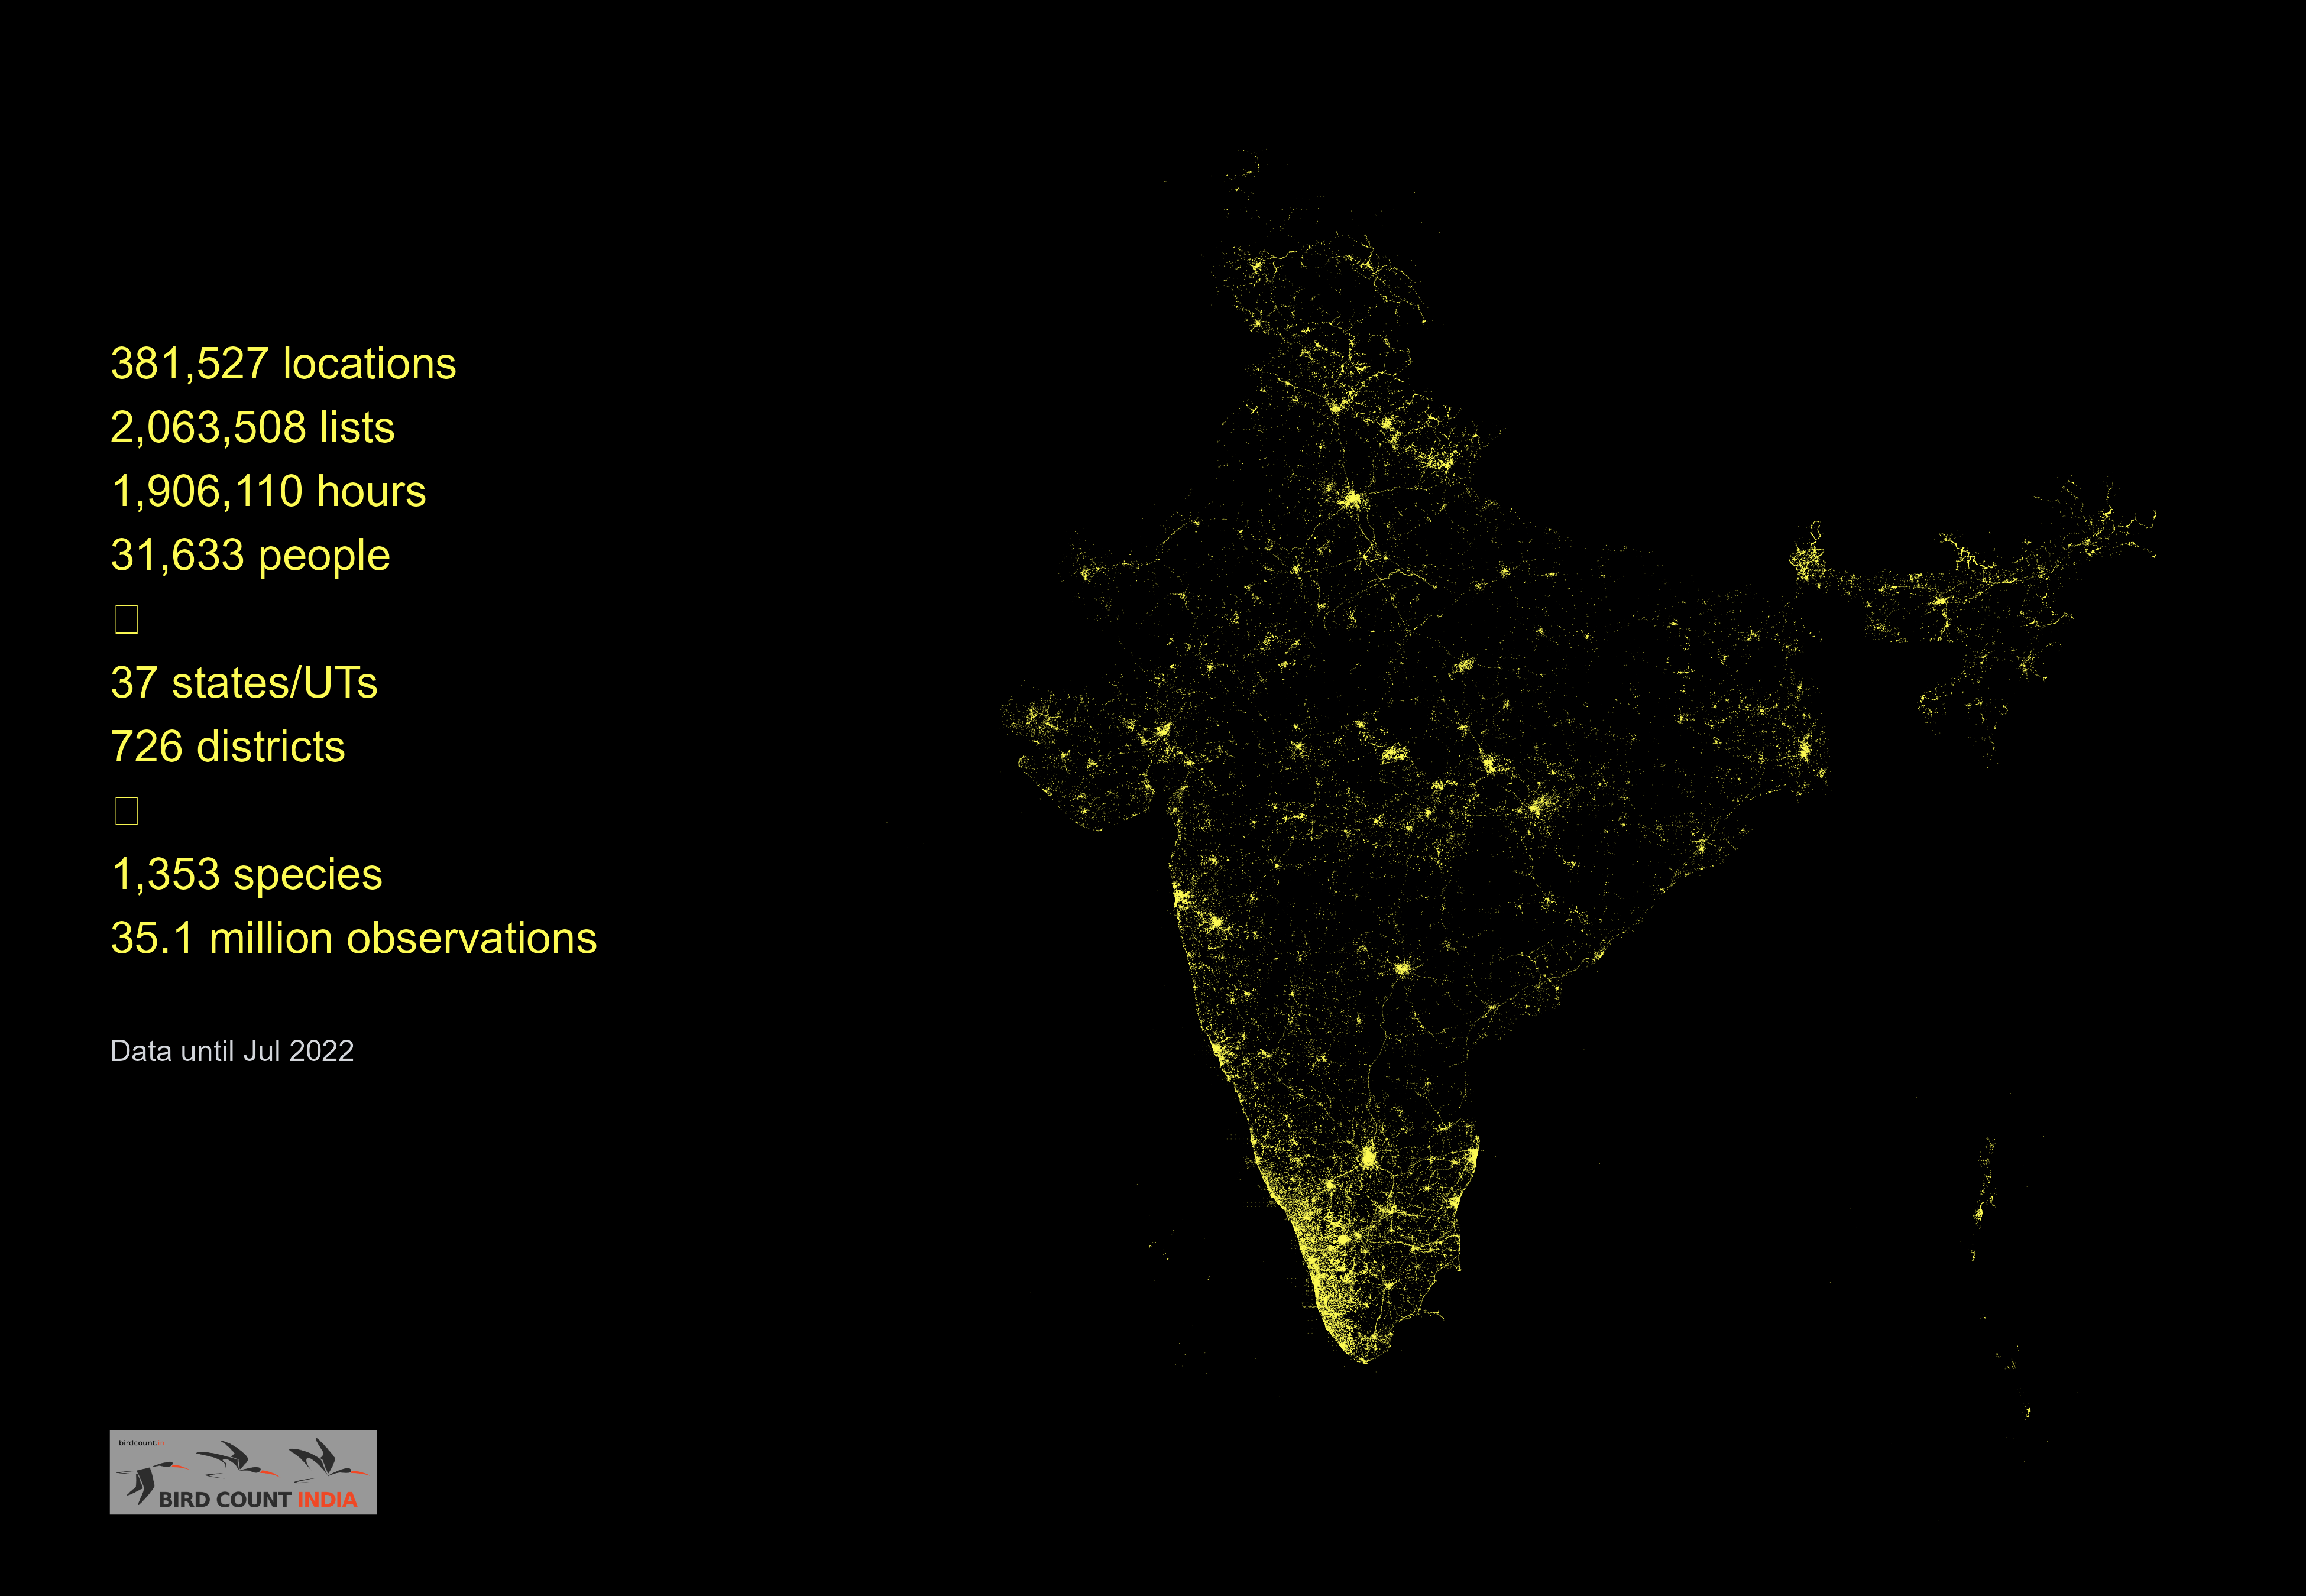 381,527 locations
2,063,508 lists
1,906,110 hours
31,633 people
37 states/UTs
726 districts
1,353 species
35.1 million observations
Data until Jul 2022
birdcount.in
BIRD COUNT INDIA